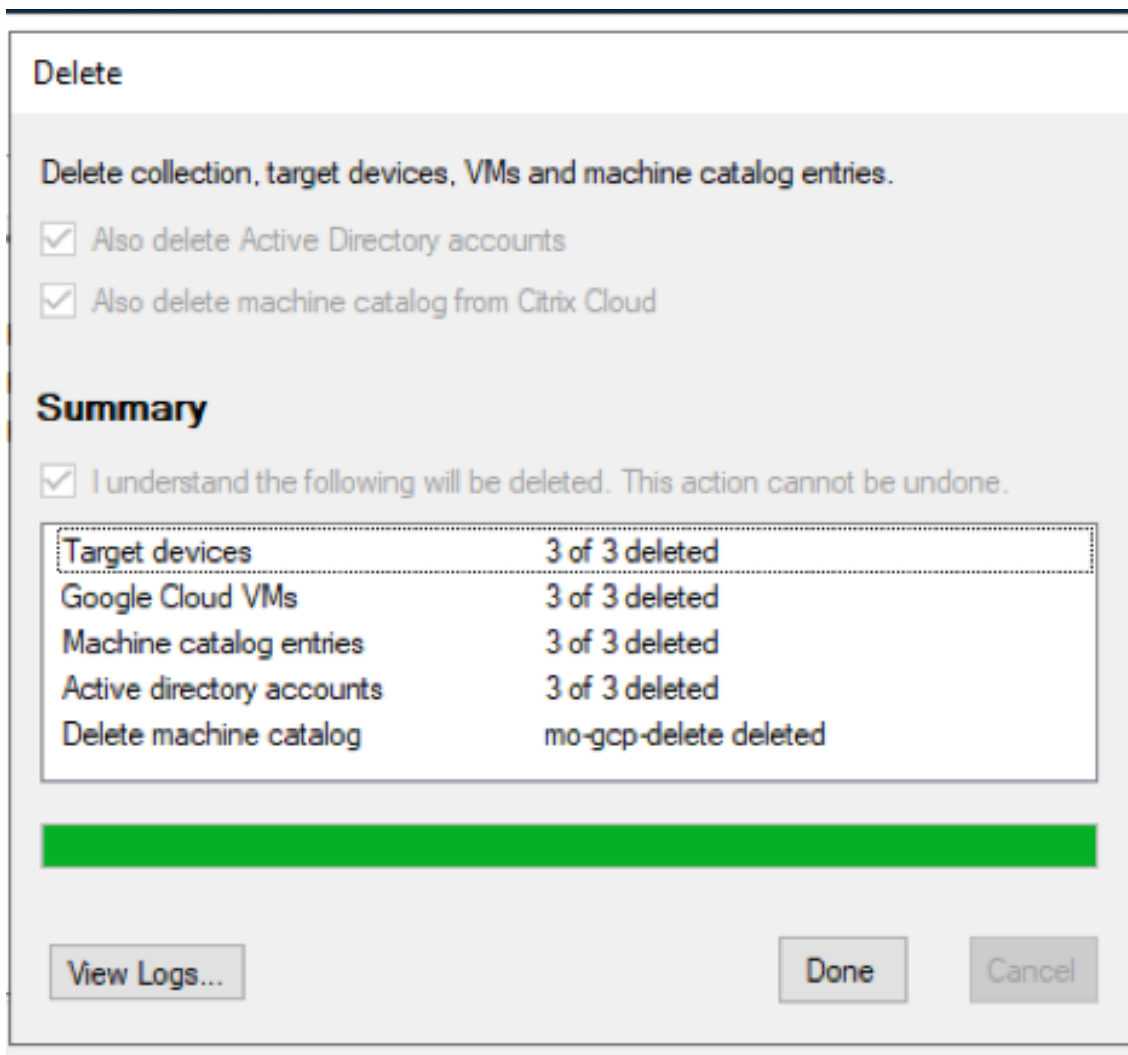 Delete
Delete collection, target devices, VMs and machine catalog entries.
Also delete Active Directory accounts
Also delete machine catalog from Citrix Cloud
Summary
I understand the following will be deleted. This action cannot be undone.
Target devices 3 of 3 deleted
Google Cloud VMs 3 of 3 deleted
Machine catalog entries 3 of 3 deleted
Active directory accounts 3 of 3 deleted
Delete machine catalog mo-gcp-delete deleted
View Logs... Done Cancel